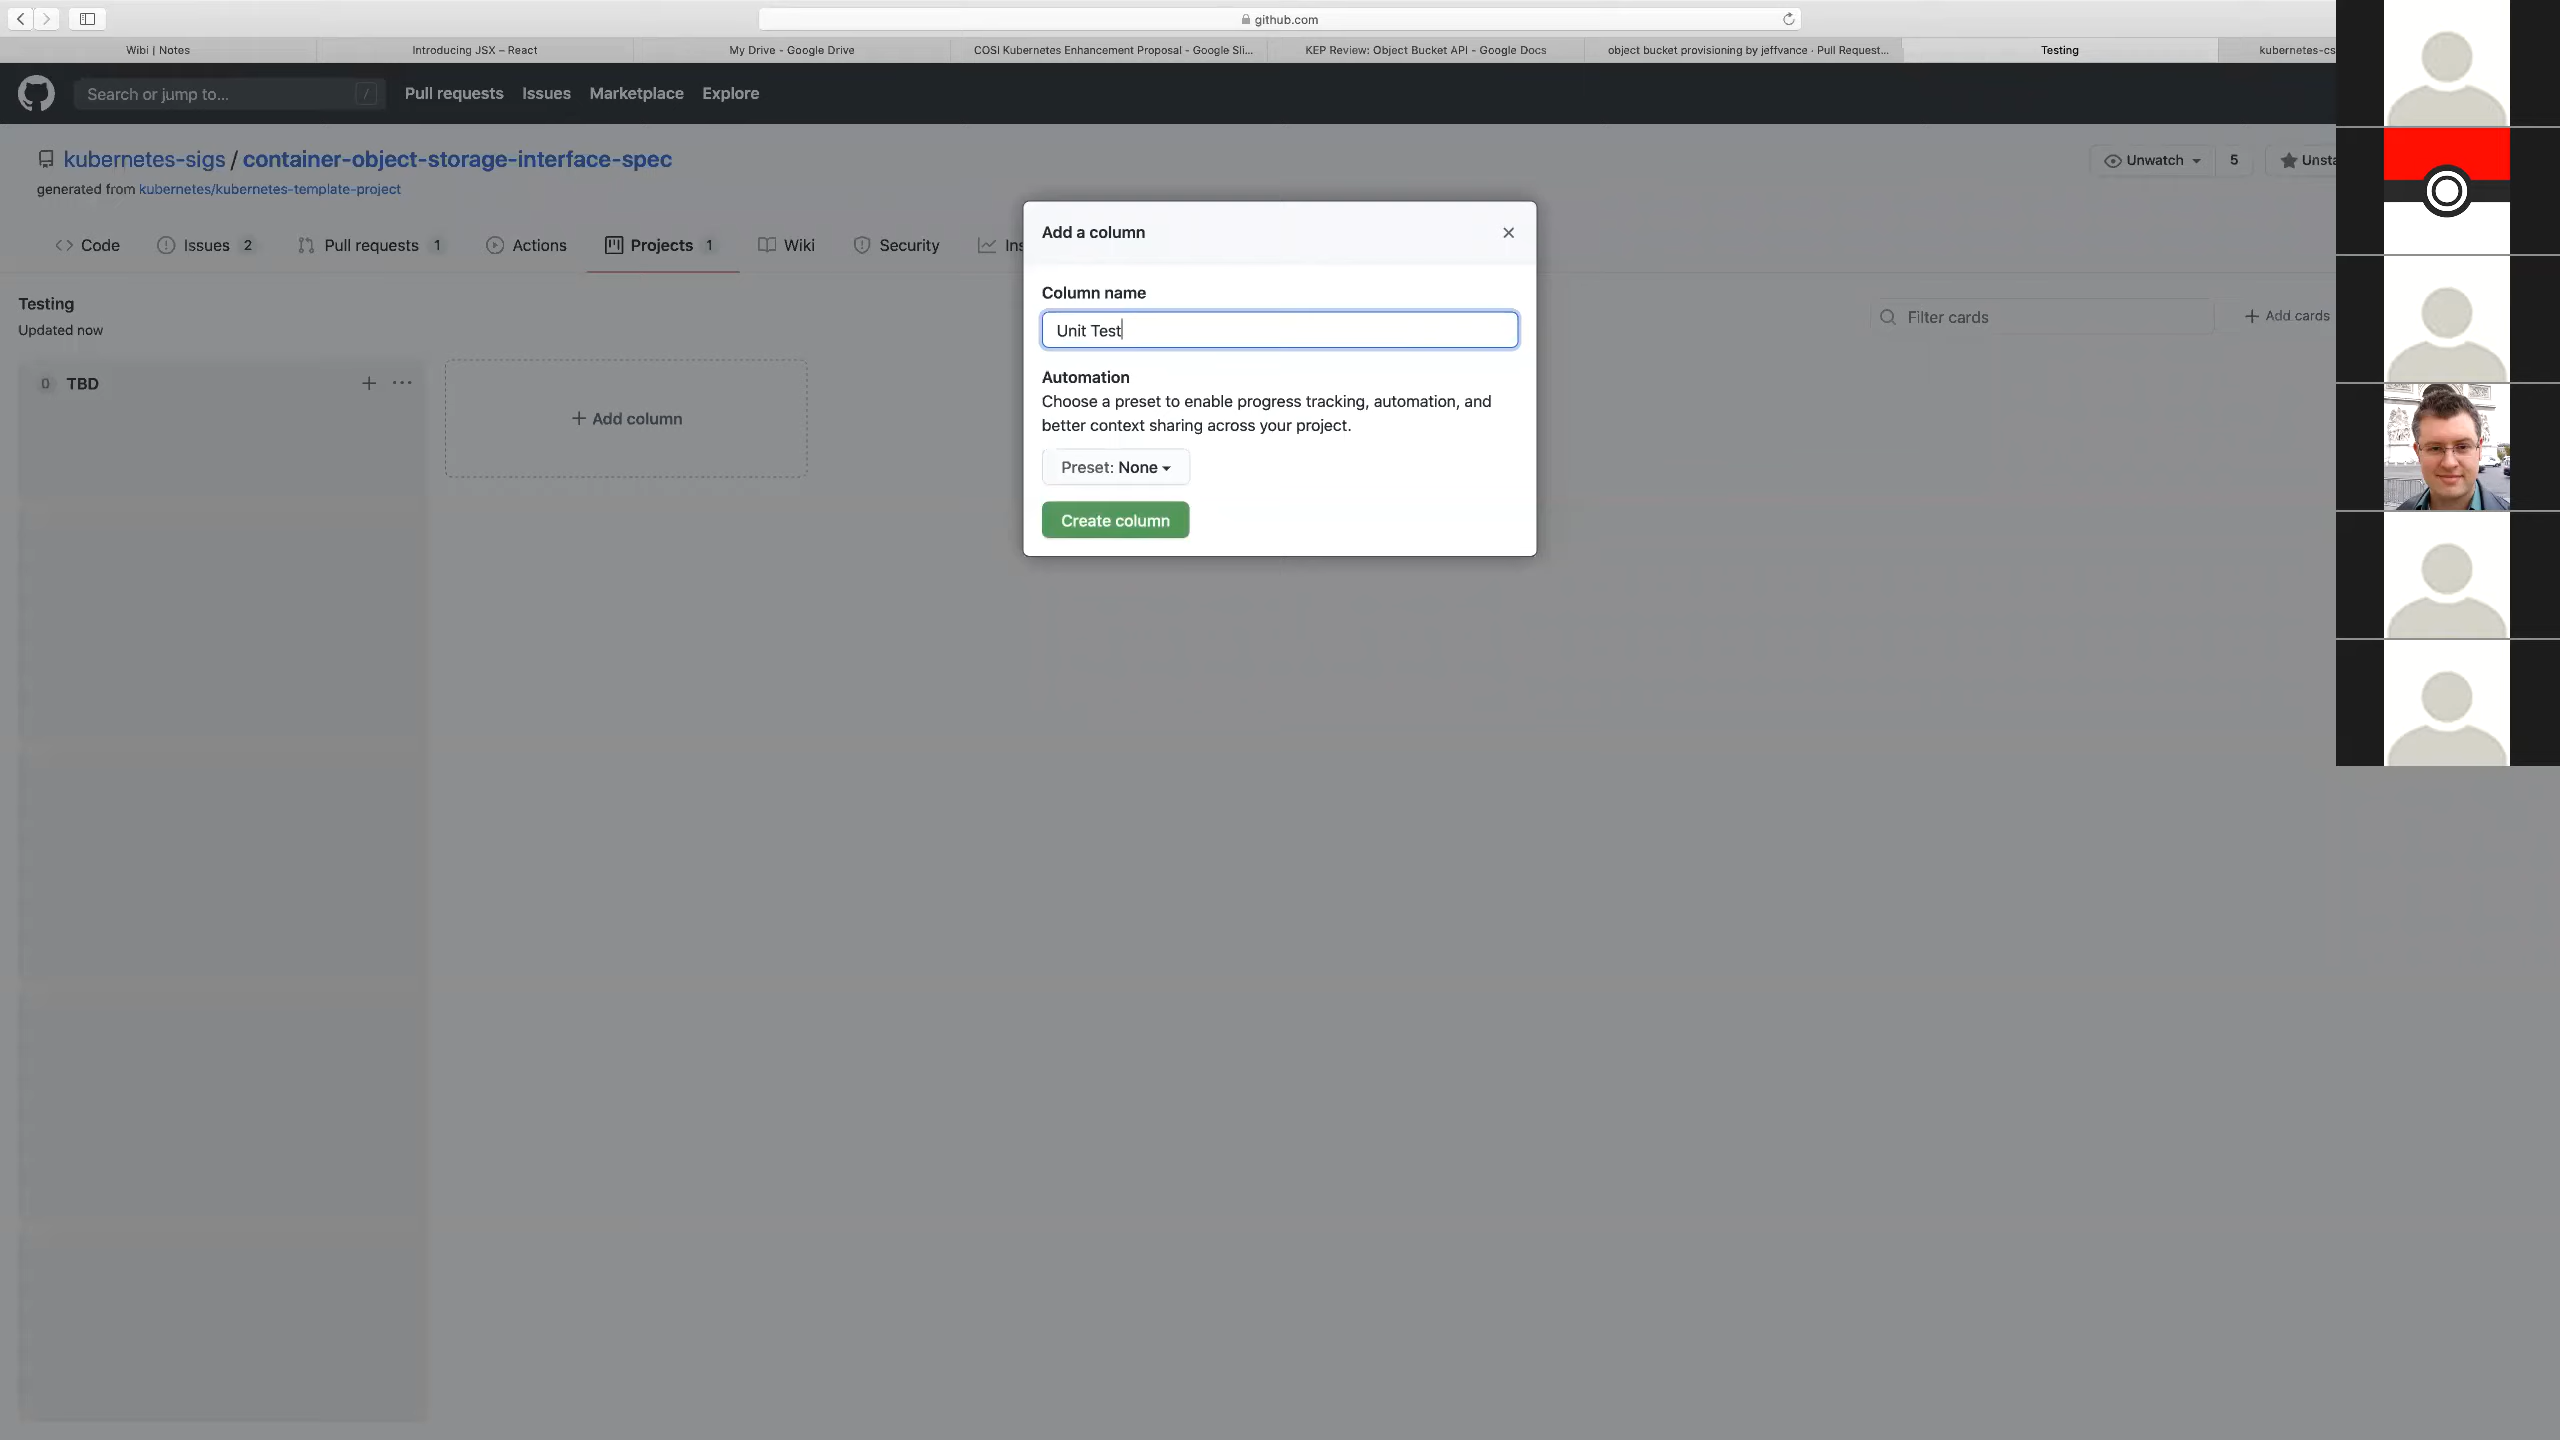 github.com
Wibi | Notes
Introducing JSX – React
My Drive - Google Drive
COSI Kubernetes Enhancement Proposal - Google Sli...
KEP Review: Object Bucket API - Google Docs
object bucket provisioning by jeffvance · Pull Request...
Testing
kubernetes-cs
Search or jump to...
/
Pull requests
Issues
Marketplace
Explore
kubernetes-sigs / container-object-storage-interface-spec
generated from kubernetes/kubernetes-template-project
Unwatch
5
Unsta
Code
Issues 2
Pull requests 1
Actions
Projects 1
Wiki
Security
Ins
Testing
Updated now
Filter cards
+ Add cards
0 TBD
+ Add column
Add a column
Column name
Unit Test
Automation
Choose a preset to enable progress tracking, automation, and
better context sharing across your project.
Preset: None
Create column